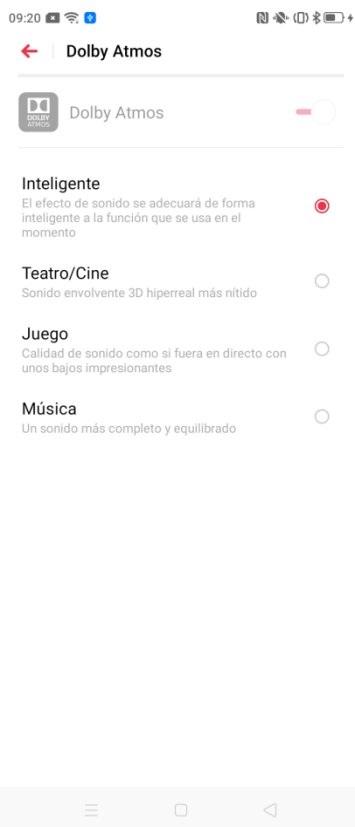 09:20
Dolby Atmos
DOLBY
ATMOS
Dolby Atmos
Inteligente
El efecto de sonido se adecuará de forma
inteligente a la función que se usa en el
momento
Teatro/Cine
Sonido envolvente 3D hiperreal más nítido
Juego
Calidad de sonido como si fuera en directo con
unos bajos impresionantes
Música
Un sonido más completo y equilibrado